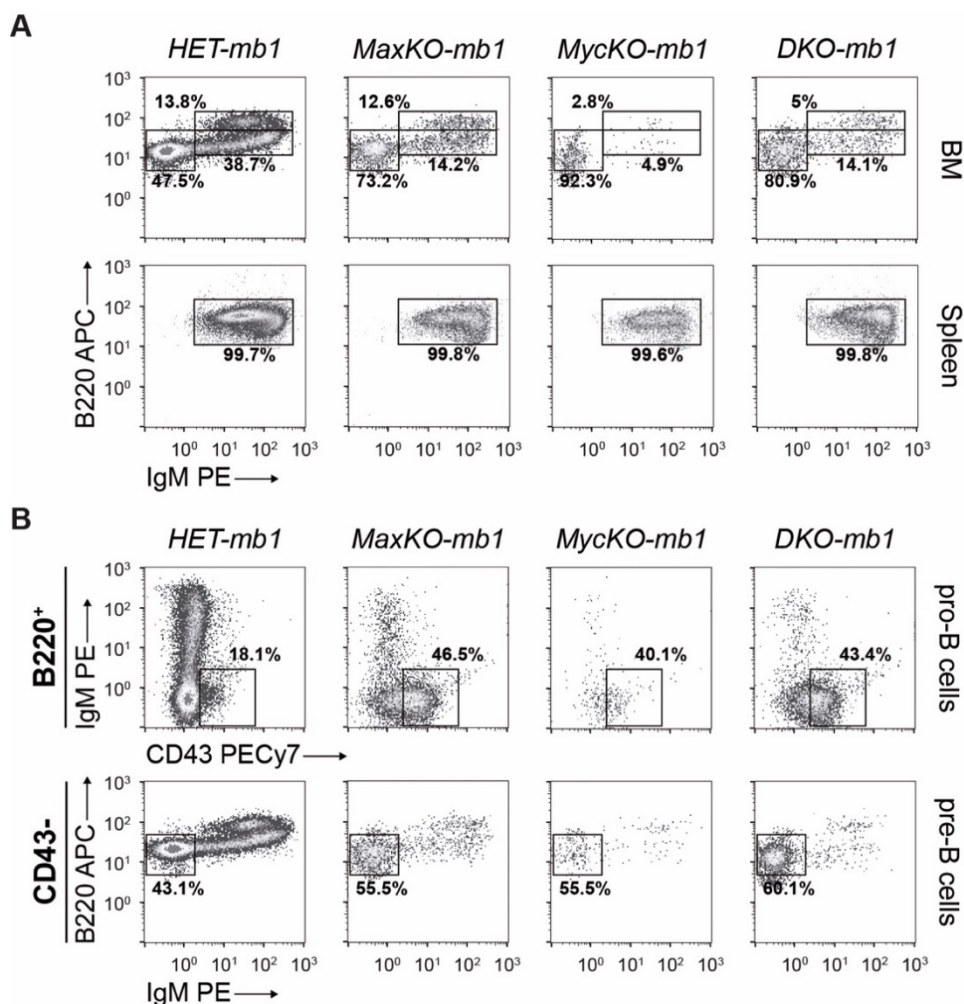 A
HET-mb1 MaxKO-mb1 MycKO-mb1 DKO-mb1
10³ 10² 10¹ 10⁰
13.8% 12.6% 2.8% 5%
38.7% 14.2% 4.9% 14.1%
47.5% 73.2% 92.3% 80.9%
BM
10³ 10² 10¹ 10⁰
99.7% 99.8% 99.6% 99.8%
Spleen
B220 APC
10⁰ 10¹ 10² 10³ 10⁰ 10¹ 10² 10³ 10⁰ 10¹ 10² 10³ 10⁰ 10¹ 10² 10³
IgM PE
B
HET-mb1 MaxKO-mb1 MycKO-mb1 DKO-mb1
B220⁺
IgM PE
10³ 10² 10¹ 10⁰
18.1% 46.5% 40.1% 43.4%
pro-B cells
CD43 PECy7
CD43-
B220 APC
10³ 10² 10¹ 10⁰
43.1% 55.5% 55.5% 60.1%
pre-B cells
10⁰ 10¹ 10² 10³ 10⁰ 10¹ 10² 10³ 10⁰ 10¹ 10² 10³ 10⁰ 10¹ 10² 10³
IgM PE